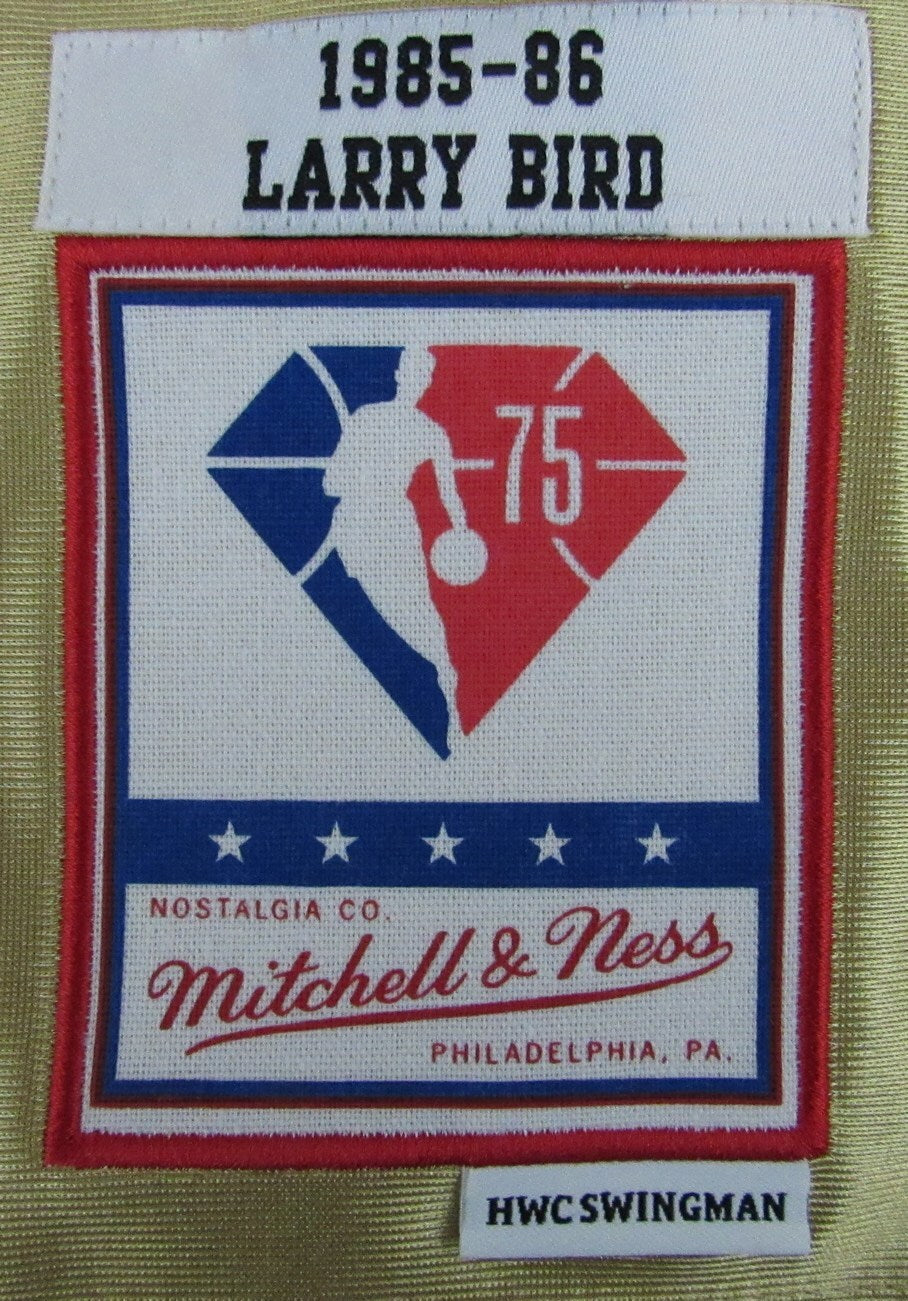 1985-86
LARRY BIRD
75
NOSTALGIA CO.
Mitchell & Ness
PHILADELPHIA, PA.
HWC SWINGMAN